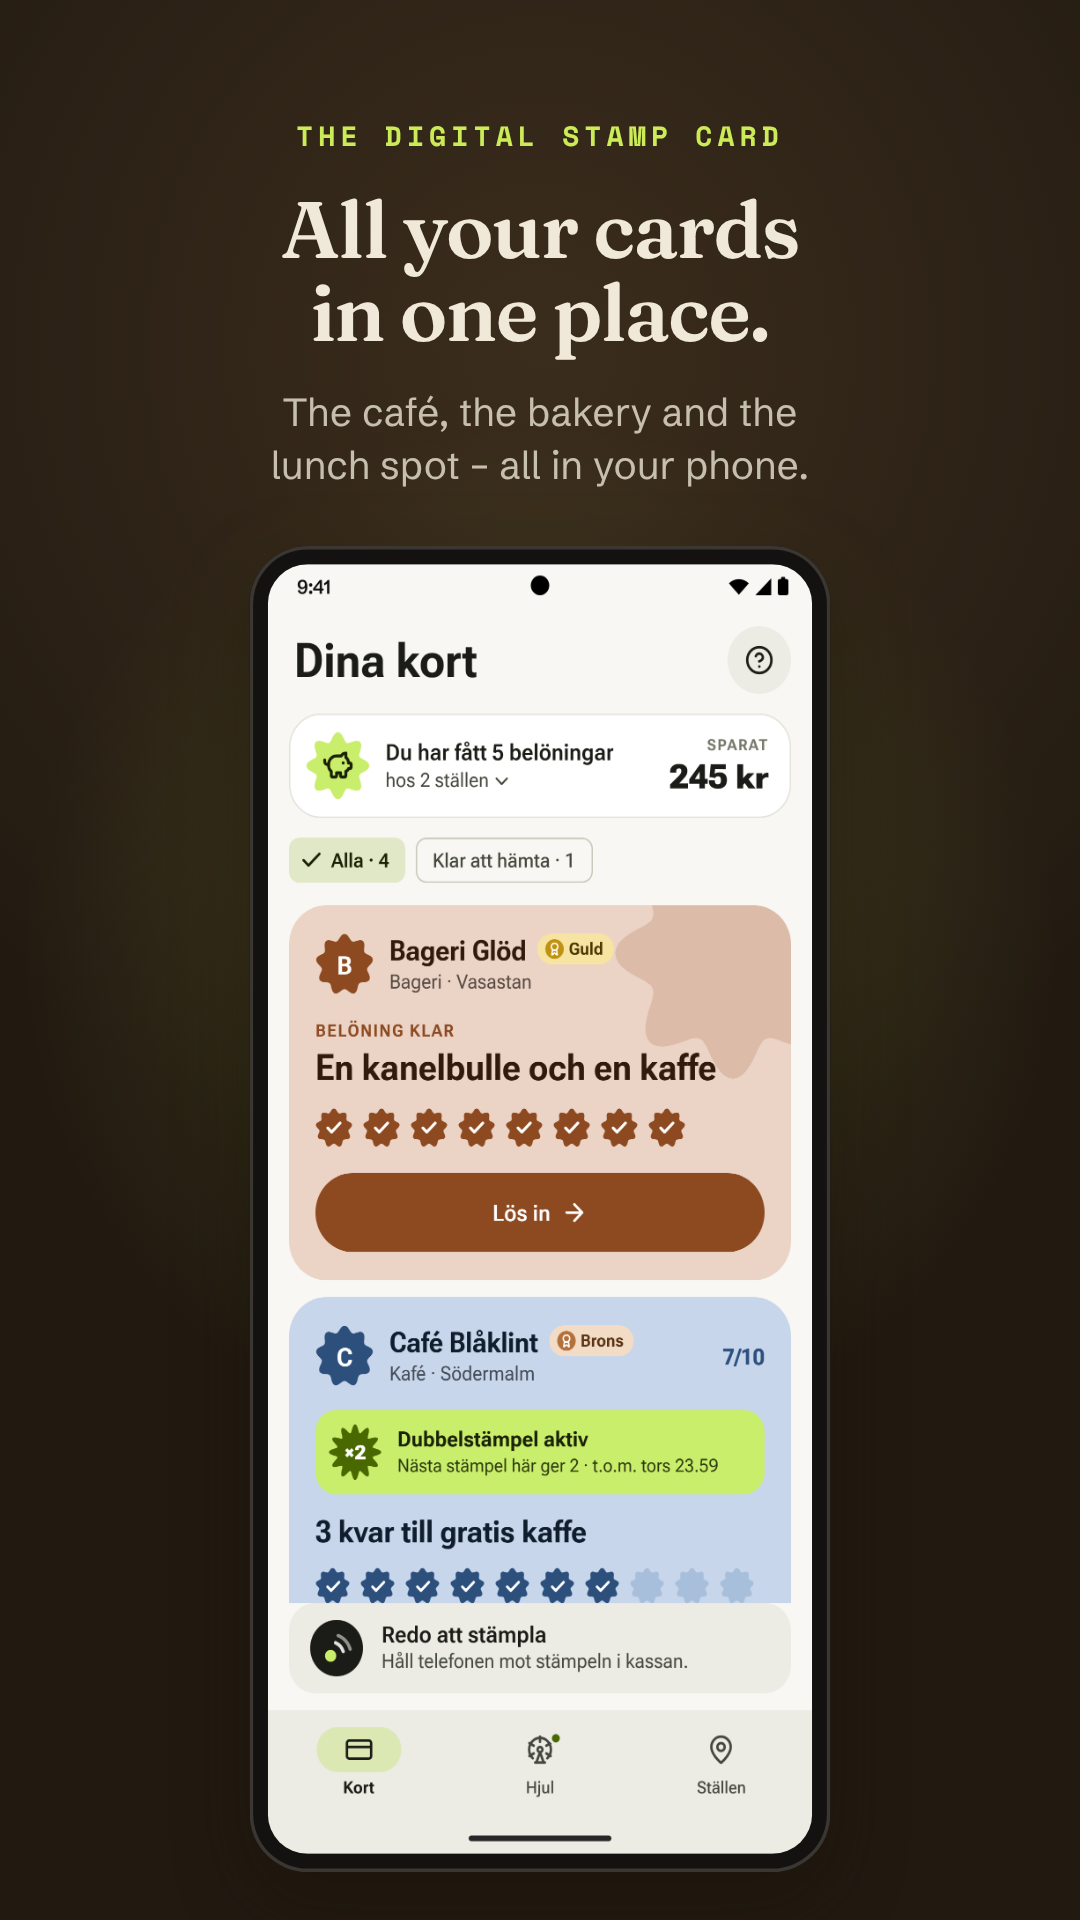 THE DIGITAL STAMP CARD
All your cards
in one place.
The café, the bakery and the
lunch spot – all in your phone.
9:41
Dina kort
Du har fått 5 belöningar
hos 2 ställen
SPARAT
245 kr
Alla · 4
Klar att hämta · 1
B
Bageri Glöd
Guld
Bageri · Vasastan
BELÖNING KLAR
En kanelbulle och en kaffe
Lös in →
C
Café Blåklint
Brons
Kafé · Södermalm
7/10
×2
Dubbelstämpel aktiv
Nästa stämpel här ger 2 · t.o.m. tors 23.59
3 kvar till gratis kaffe
Redo att stämpla
Håll telefonen mot stämpeln i kassan.
Kort
Hjul
Ställen